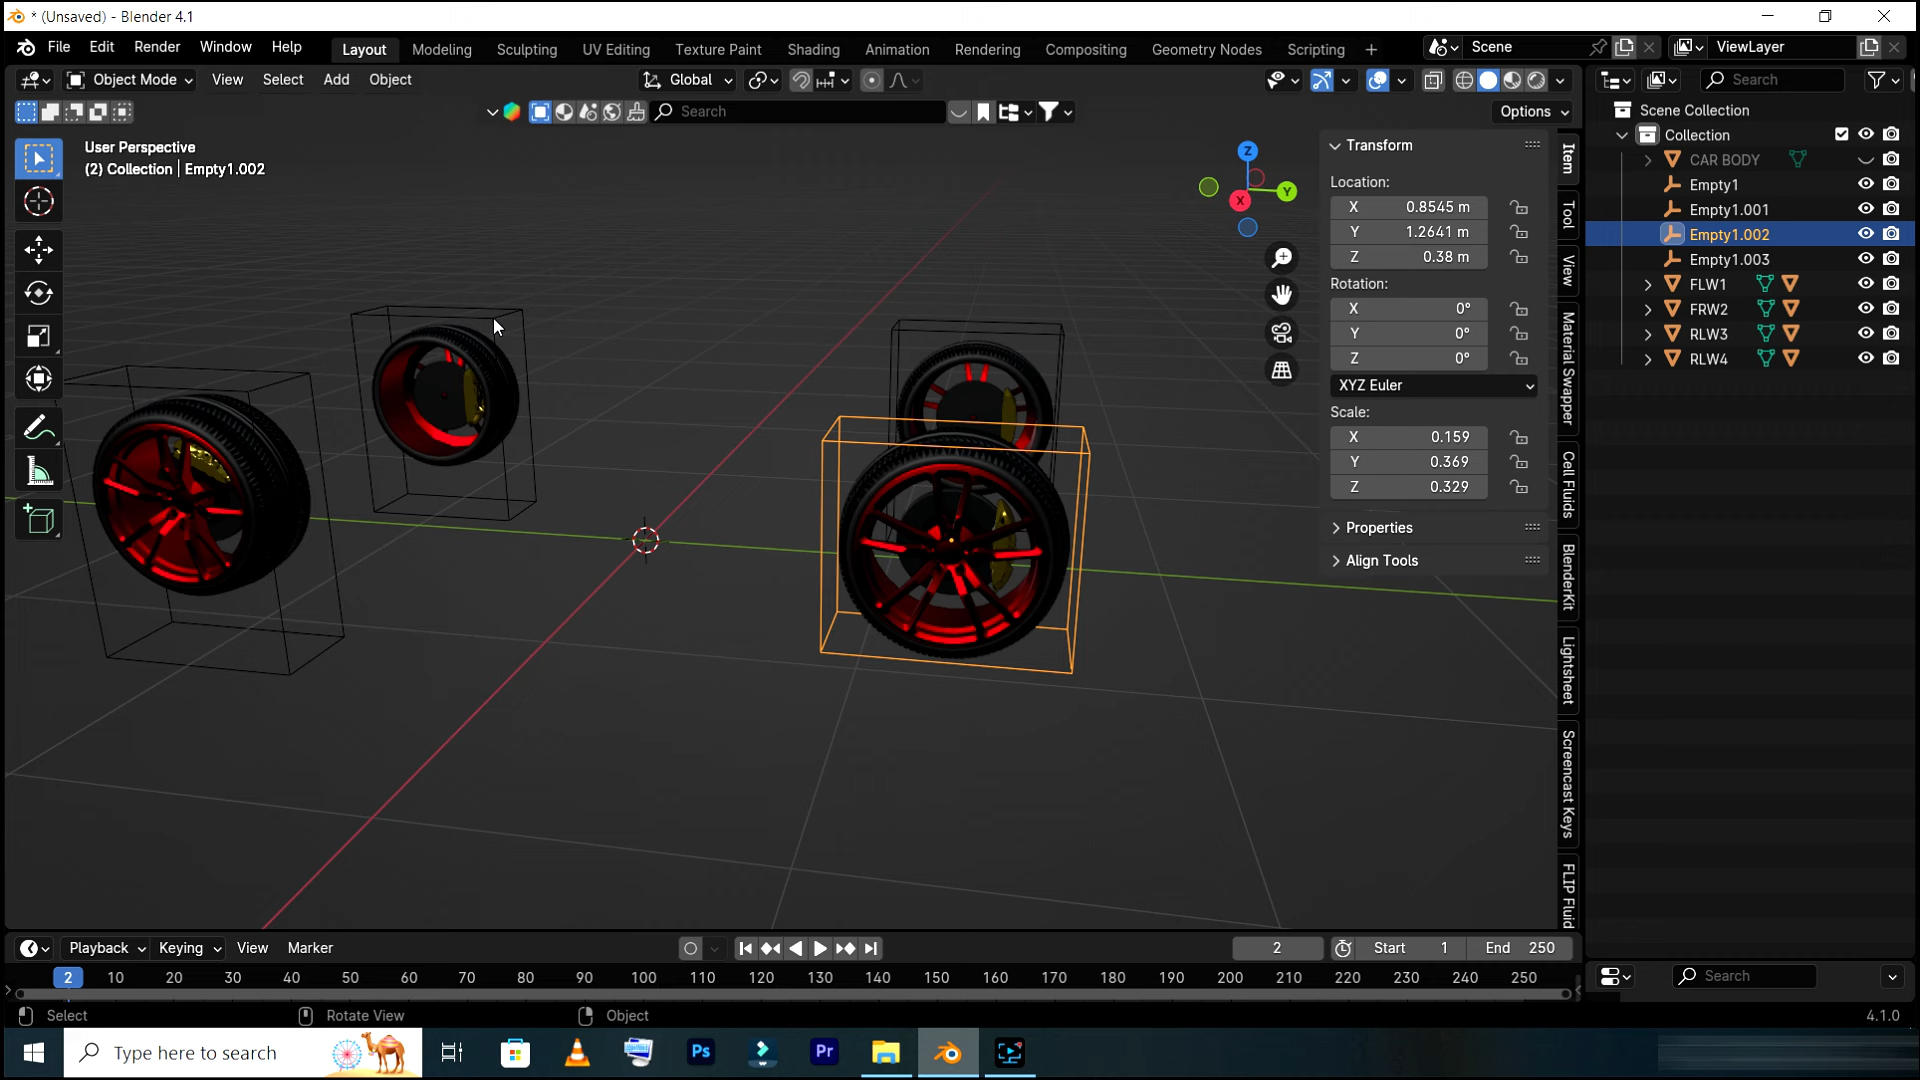 * (Unsaved) - Blender 4.1
File Edit Render Window Help
Layout Modeling Sculpting UV Editing Texture Paint Shading Animation Rendering Compositing Geometry Nodes Scripting +
Scene
ViewLayer
Object Mode View Select Add Object
Global
Search
Search
Options
User Perspective
(2) Collection | Empty1.002
Z
Y
X
Transform
Location:
X 0.8545 m
Y 1.2641 m
Z 0.38 m
Rotation:
X 0°
Y 0°
Z 0°
XYZ Euler
Scale:
X 0.159
Y 0.369
Z 0.329
Properties
Align Tools
Item
Tool
View
Material Swapper
Cell Fluids
BlenderKit
Lightsheet
Screencast Keys
FLIP Fluid
Scene Collection
Collection
CAR BODY
Empty1
Empty1.001
Empty1.002
Empty1.003
FLW1
FRW2
RLW3
RLW4
Playback Keying View Marker
2
Start 1 End 250
2 10 20 30 40 50 60 70 80 90 100 110 120 130 140 150 160 170 180 190 200 210 220 230 240 250
Search
Select Rotate View Object
4.1.0
Type here to search
Ps
Pr